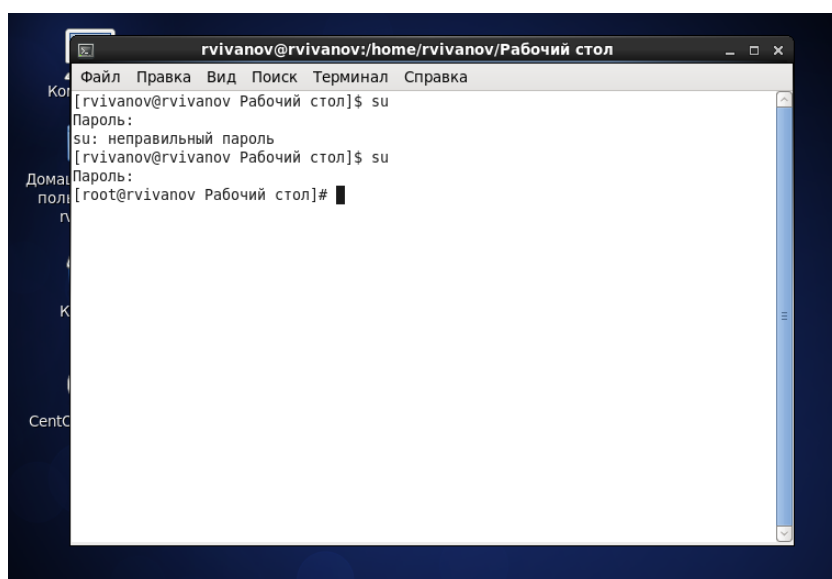 rvivanov@rvivanov:/home/rvivanov/Рабочий стол
Файл Правка Вид Поиск Терминал Справка
[rvivanov@rvivanov Рабочий стол]$ su
Пароль:
su: неправильный пароль
[rvivanov@rvivanov Рабочий стол]$ su
Пароль:
[root@rvivanov Рабочий стол]#